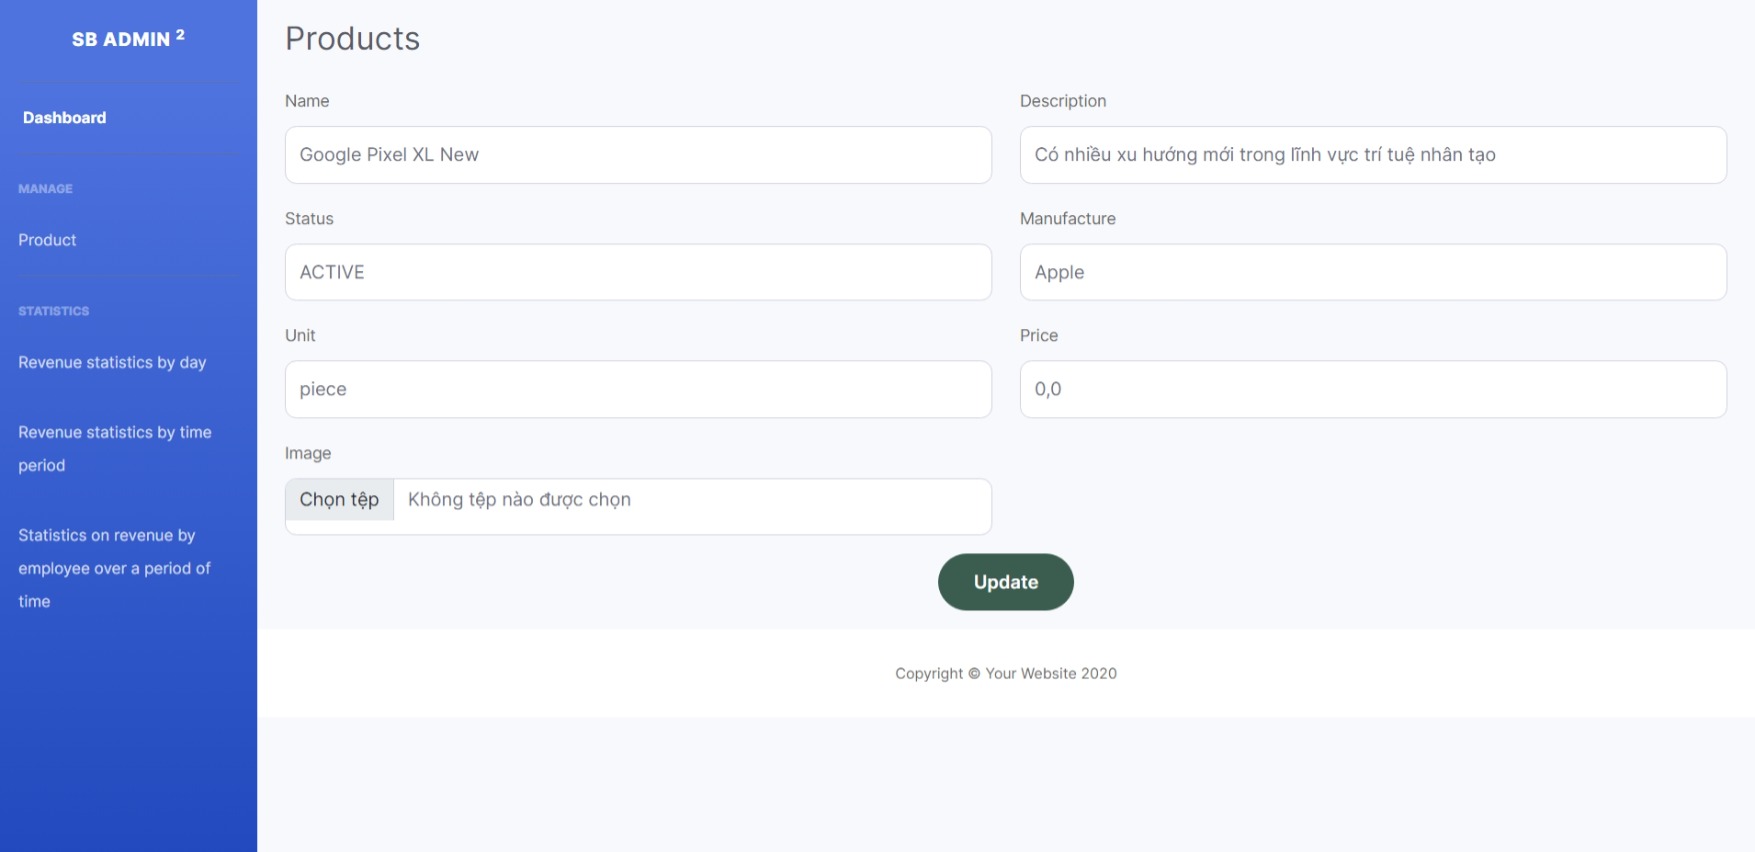 SB ADMIN 2
Dashboard
MANAGE
Product
STATISTICS
Revenue statistics by day
Revenue statistics by time
period
Statistics on revenue by
employee over a period of
time
Products
Name
Google Pixel XL New
Description
Có nhiều xu hướng mới trong lĩnh vực trí tuệ nhân tạo
Status
ACTIVE
Manufacture
Apple
Unit
piece
Price
0,0
Image
Chọn tệp Không tệp nào được chọn
Update
Copyright © Your Website 2020